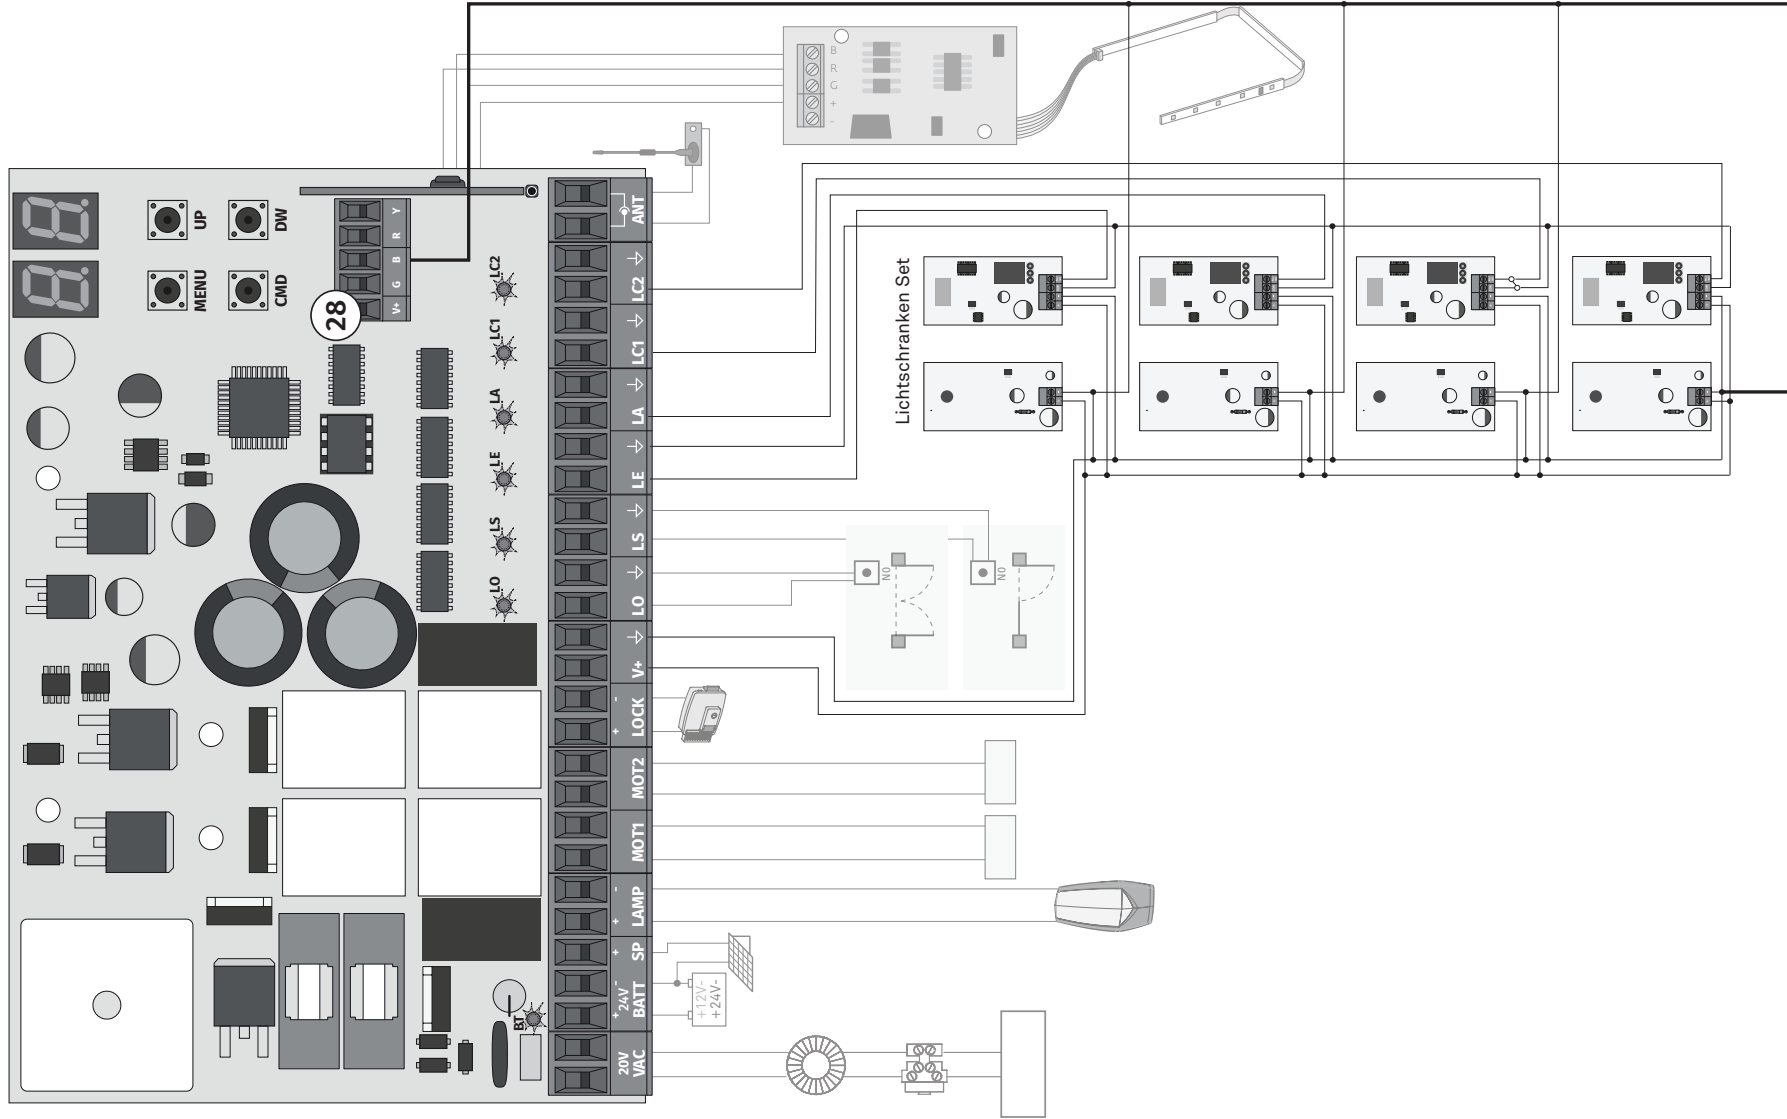 B
R
G
+
-
UP
DW
MENU
CMD
Y
R
B
G
V+
28
LC2
LC1
LA
LE
LS
LO
BT
ANT
LC2
LC1
LA
LE
LS
LO
V+
- LOCK +
MOT2
MOT1
- LAMP +
+ SP
- 24V +
BATT
20V
VAC
Lichtschranken Set
NO
NO
+12V-
+24V-